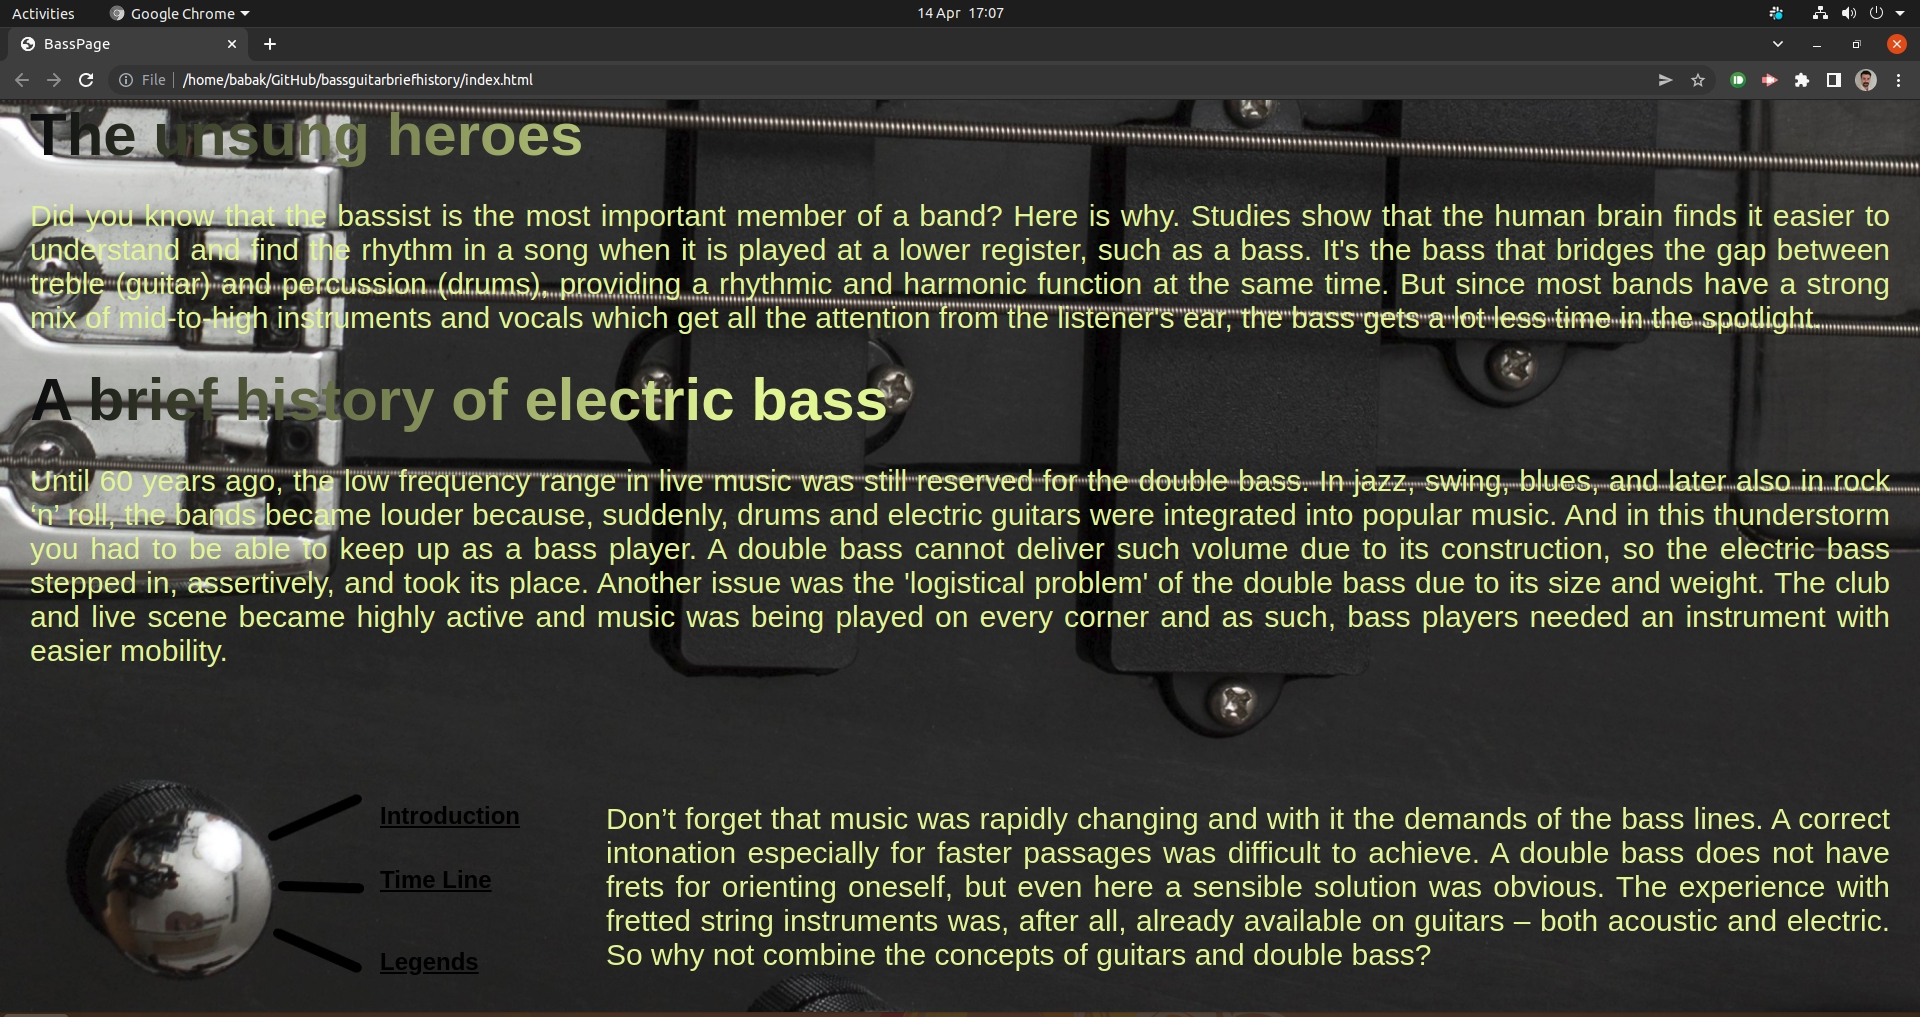 Activities
Google Chrome
14 Apr 17:07
BassPage
File
/home/babak/GitHub/bassguitarbriefhistory/index.html
The unsung heroes
Did you know that the bassist is the most important member of a band? Here is why. Studies show that the human brain finds it easier to
understand and find the rhythm in a song when it is played at a lower register, such as a bass. It's the bass that bridges the gap between
treble (guitar) and percussion (drums), providing a rhythmic and harmonic function at the same time. But since most bands have a strong
mix of mid-to-high instruments and vocals which get all the attention from the listener's ear, the bass gets a lot less time in the spotlight.
A brief history of electric bass
Until 60 years ago, the low frequency range in live music was still reserved for the double bass. In jazz, swing, blues, and later also in rock
‘n’ roll, the bands became louder because, suddenly, drums and electric guitars were integrated into popular music. And in this thunderstorm
you had to be able to keep up as a bass player. A double bass cannot deliver such volume due to its construction, so the electric bass
stepped in, assertively, and took its place. Another issue was the 'logistical problem' of the double bass due to its size and weight. The club
and live scene became highly active and music was being played on every corner and as such, bass players needed an instrument with
easier mobility.
Introduction
Time Line
Legends
Don’t forget that music was rapidly changing and with it the demands of the bass lines. A correct
intonation especially for faster passages was difficult to achieve. A double bass does not have
frets for orienting oneself, but even here a sensible solution was obvious. The experience with
fretted string instruments was, after all, already available on guitars – both acoustic and electric.
So why not combine the concepts of guitars and double bass?